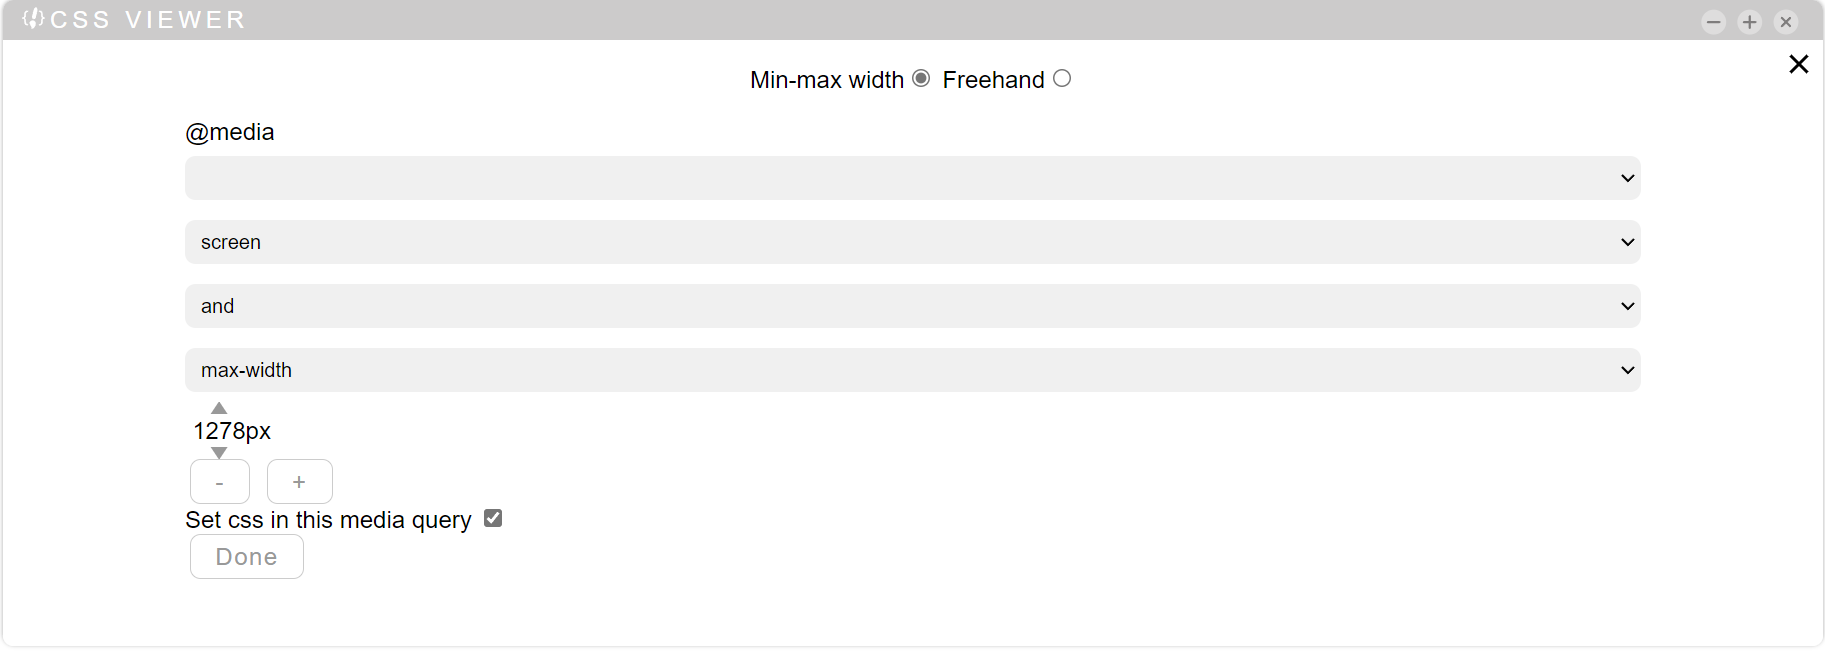 {} CSS VIEWER
Min-max width Freehand
@media
screen
and
max-width
1278px
- +
Set css in this media query
Done